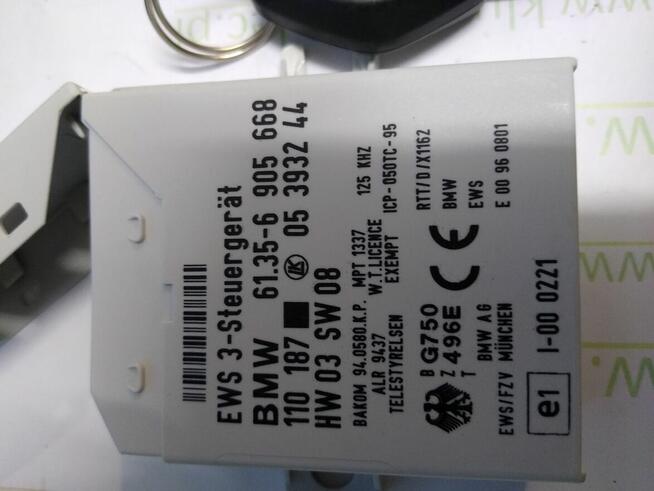 EWS 3-Steuergerät
BMW 61.35-6 905 668
110 187 LK 05 3932 44
HW 03 SW 08
BAKOM 94.0580.K.P. MPT 1337 125 KHZ
ALR 9437 W.T.LICENCE ICP-050TC-95
TELESTYRELSEN EXEMPT
B G750 CE RTT/D/X1162
Z 496E BMW
T EWS
BMW AG E 00 96 0801
EWS/FZV MÜNCHEN
e1 I-00 0221